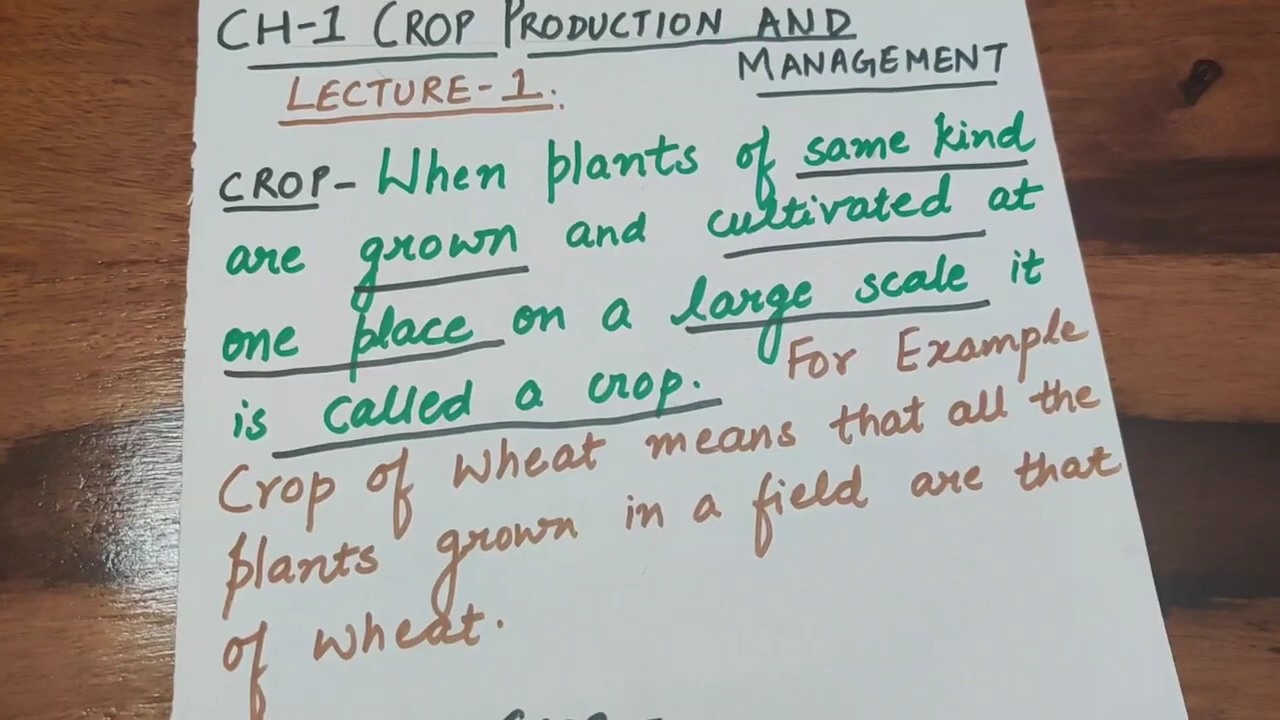 CH-1 CROP PRODUCTION AND
MANAGEMENT
LECTURE-1.
CROP- When plants of same kind
are grown and cultivated at
one place on a large scale it
is called a crop. For Example
Crop of wheat means that all the
plants grown in a field are that
of wheat.